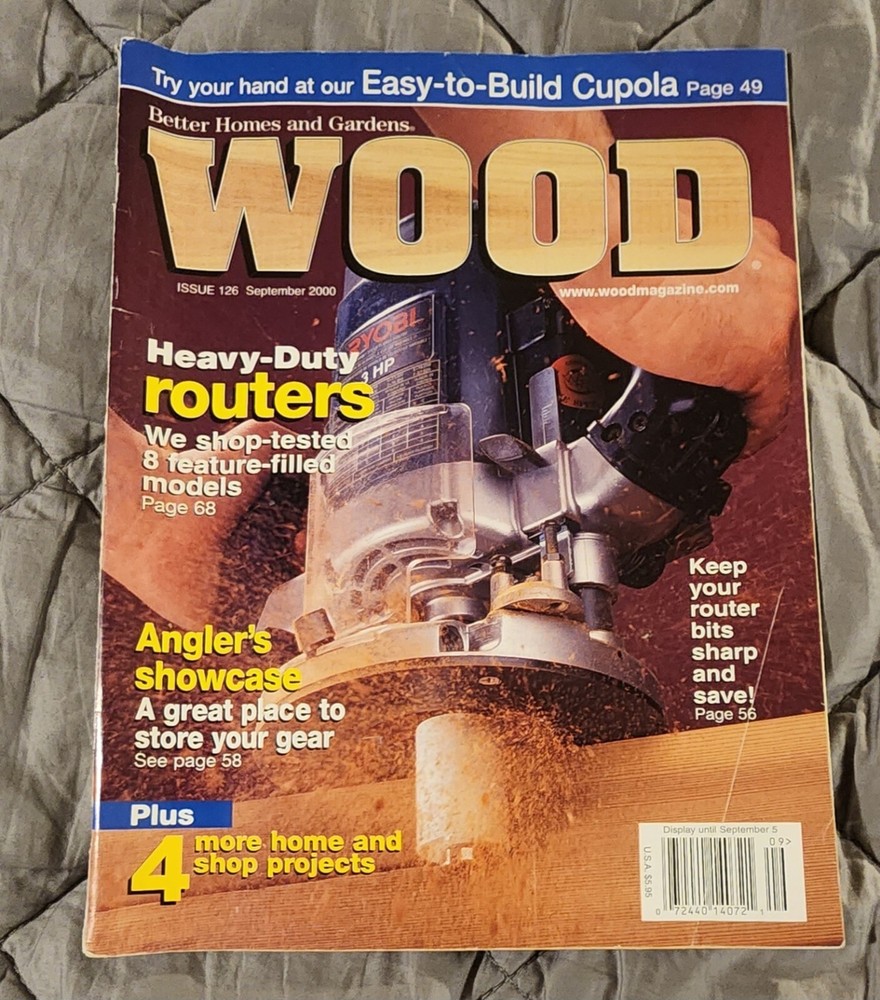 Try your hand at our Easy-to-Build Cupola Page 49
Better Homes and Gardens®
WOOD®
ISSUE 126 September 2000
www.woodmagazine.com
RYOBI
3 HP
Heavy-Duty
routers
We shop-tested
8 feature-filled
models
Page 68
Keep
your
router
bits
sharp
and
save!
Page 56
Angler's
showcase
A great place to
store your gear
See page 58
Plus
4 more home and
shop projects
Display until September 5
09>
U.S.A. $5.95
0 72440 14072 1